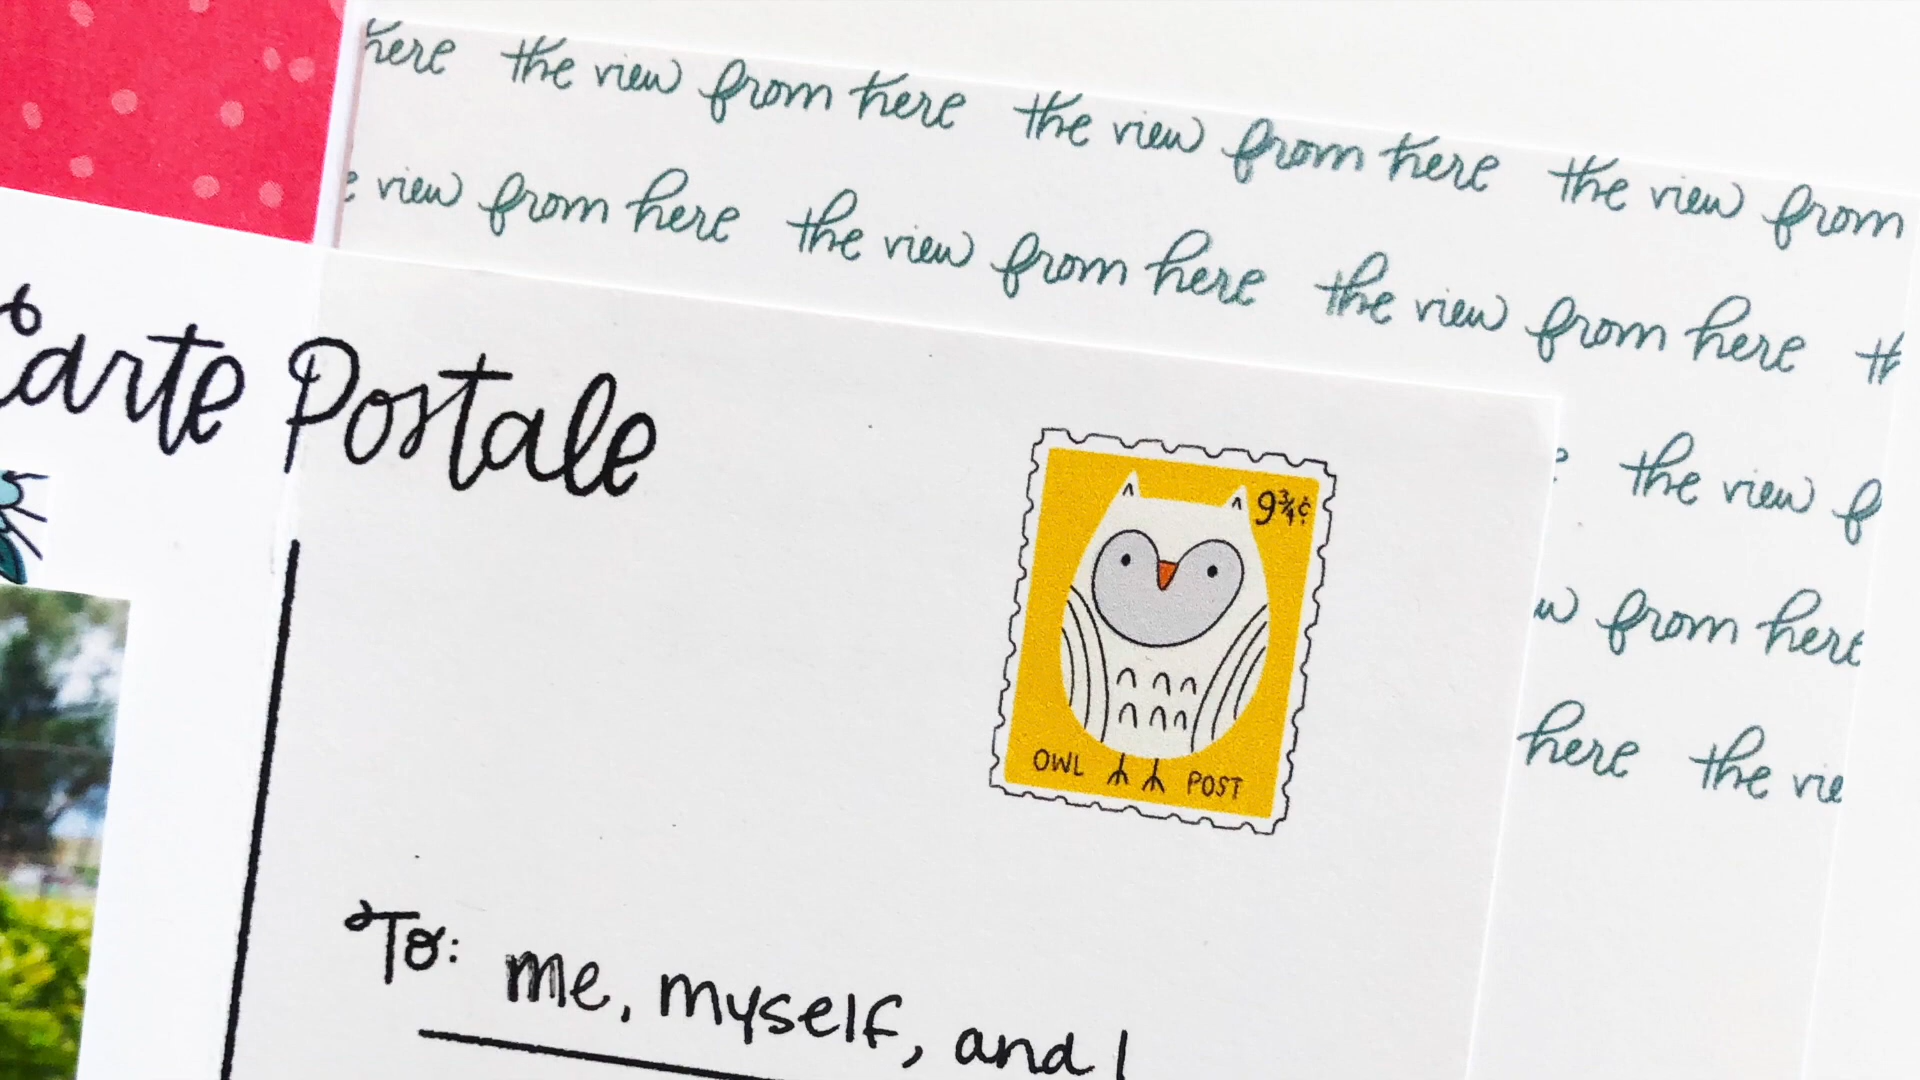 here the view from here the view from here the view from
view from here the view from here the view from here th
the view f
from here
here the vie
Carte Postale
9¾¢
OWL POST
To: me, myself, and I